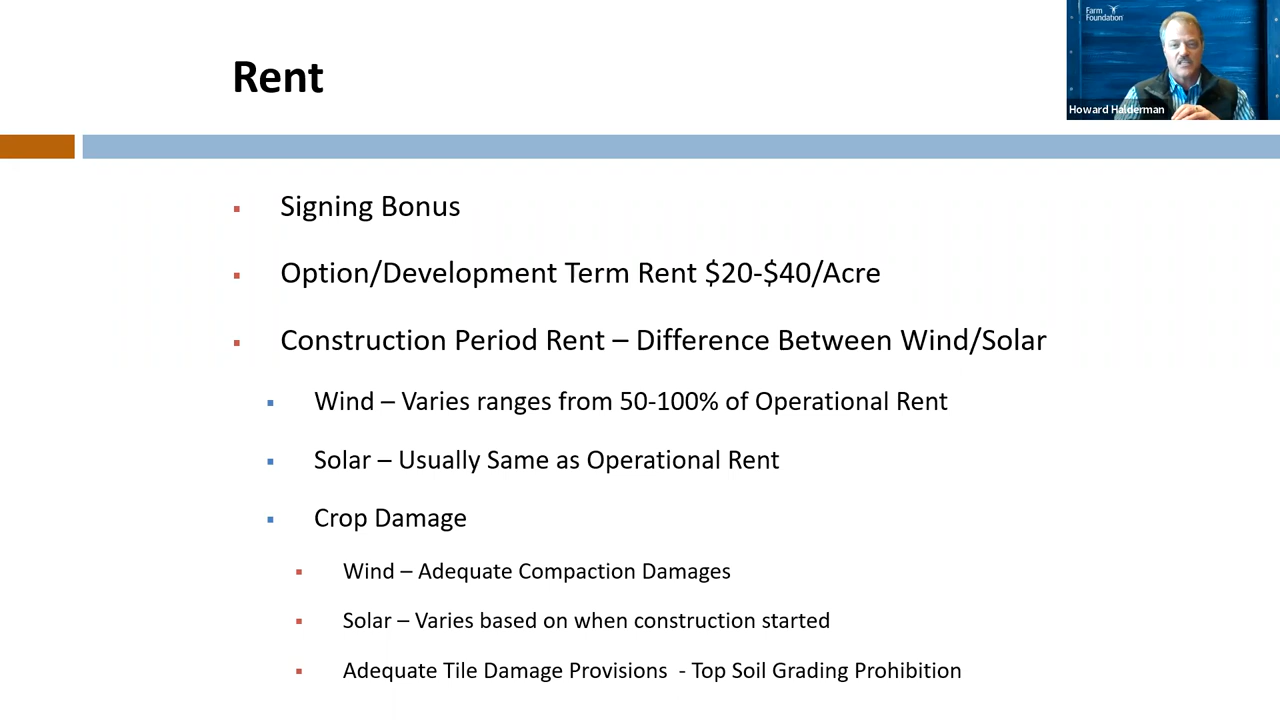 Rent
Farm
Foundation
Howard Halderman
Signing Bonus
Option/Development Term Rent $20-$40/Acre
Construction Period Rent – Difference Between Wind/Solar
Wind – Varies ranges from 50-100% of Operational Rent
Solar – Usually Same as Operational Rent
Crop Damage
Wind – Adequate Compaction Damages
Solar – Varies based on when construction started
Adequate Tile Damage Provisions - Top Soil Grading Prohibition